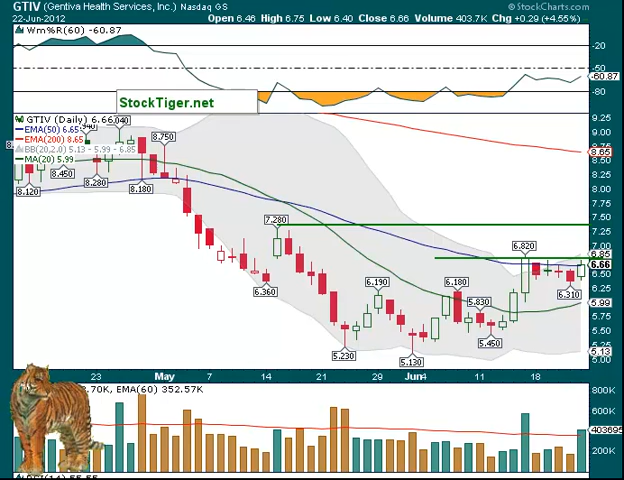 GTIV (Gentiva Health Services, Inc.) Nasdaq GS © StockCharts.com
22-Jun-2012 Open 6.46 High 6.75 Low 6.40 Close 6.66 Volume 403.7K Chg +0.29 (+4.55%)
Wm%R(60) -60.87
-20
-50
-60.87
-80
StockTiger.net
GTIV (Daily) 6.66
EMA(50) 6.65
EMA(200) 8.65
BB(20,2.0) 5.13 - 5.99 - 6.85
MA(20) 5.99
9.25
9.00
8.75
8.65
8.50
8.25
8.00
7.75
7.50
7.25
7.00
6.85
6.66
6.25
5.99
5.75
5.50
5.25
5.13
5.00
8.750
8.450
8.280
8.180
8.120
7.280
6.820
6.360
6.190
6.180
6.310
5.830
5.450
5.230
5.130
23 May 7 14 21 29 Jun4 11 18
.70K, EMA(60) 352.57K
800K
600K
403695
200K